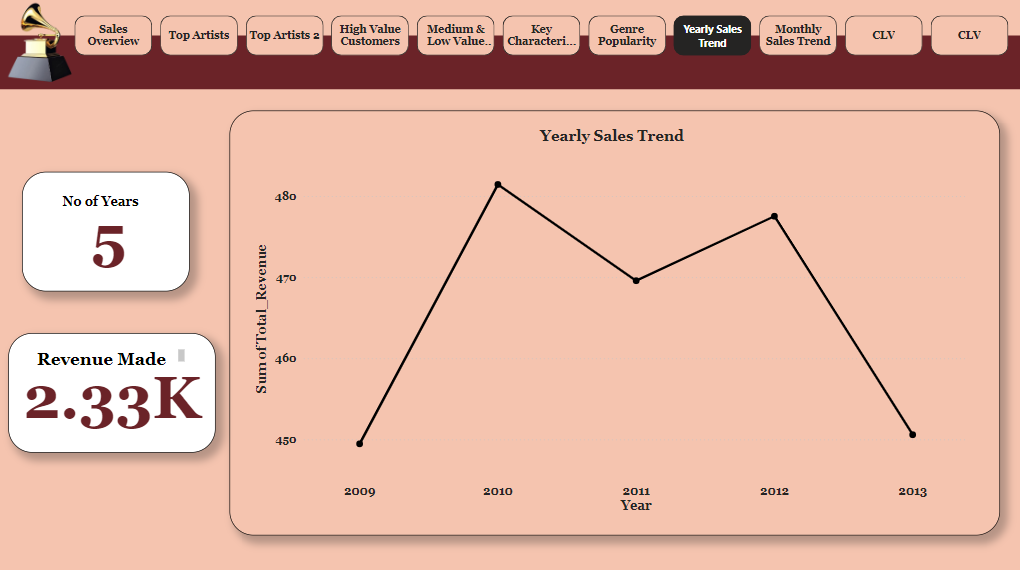 Sales
Overview
Top Artists
Top Artists 2
High Value
Customers
Medium &
Low Value..
Key
Characteri...
Genre
Popularity
Yearly Sales
Trend
Monthly
Sales Trend
CLV
CLV
No of Years
5
Revenue Made
2.33K
Yearly Sales Trend
Sum of Total_Revenue
480
470
460
450
2009 2010 2011 2012 2013
Year